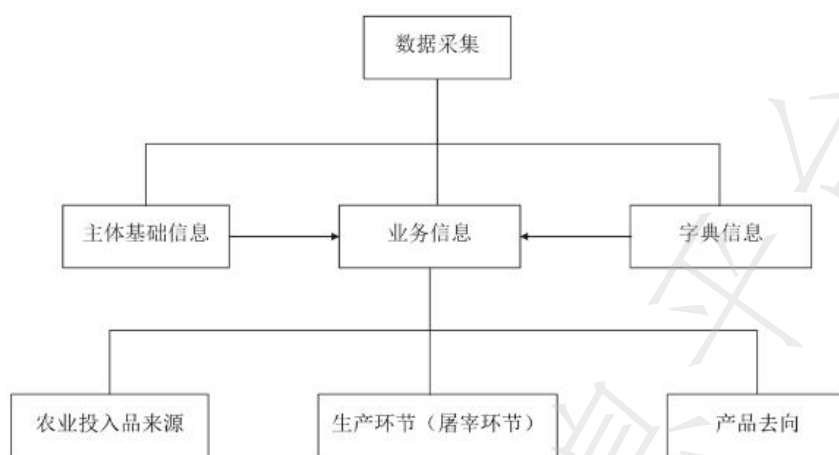 数据采集
主体基础信息
业务信息
字典信息
农业投入品来源
生产环节（屠宰环节）
产品去向